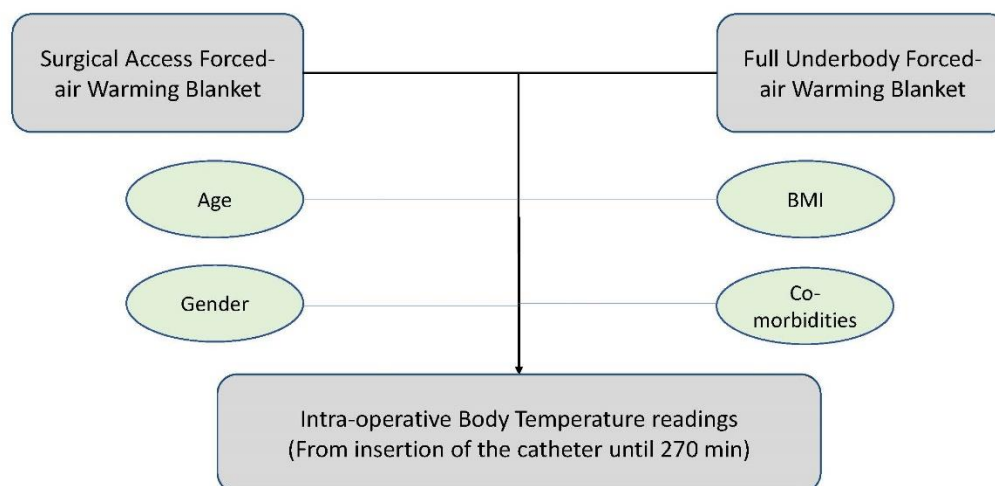 Surgical Access Forced-
air Warming Blanket
Full Underbody Forced-
air Warming Blanket
Age
BMI
Gender
Co-
morbidities
Intra-operative Body Temperature readings
(From insertion of the catheter until 270 min)